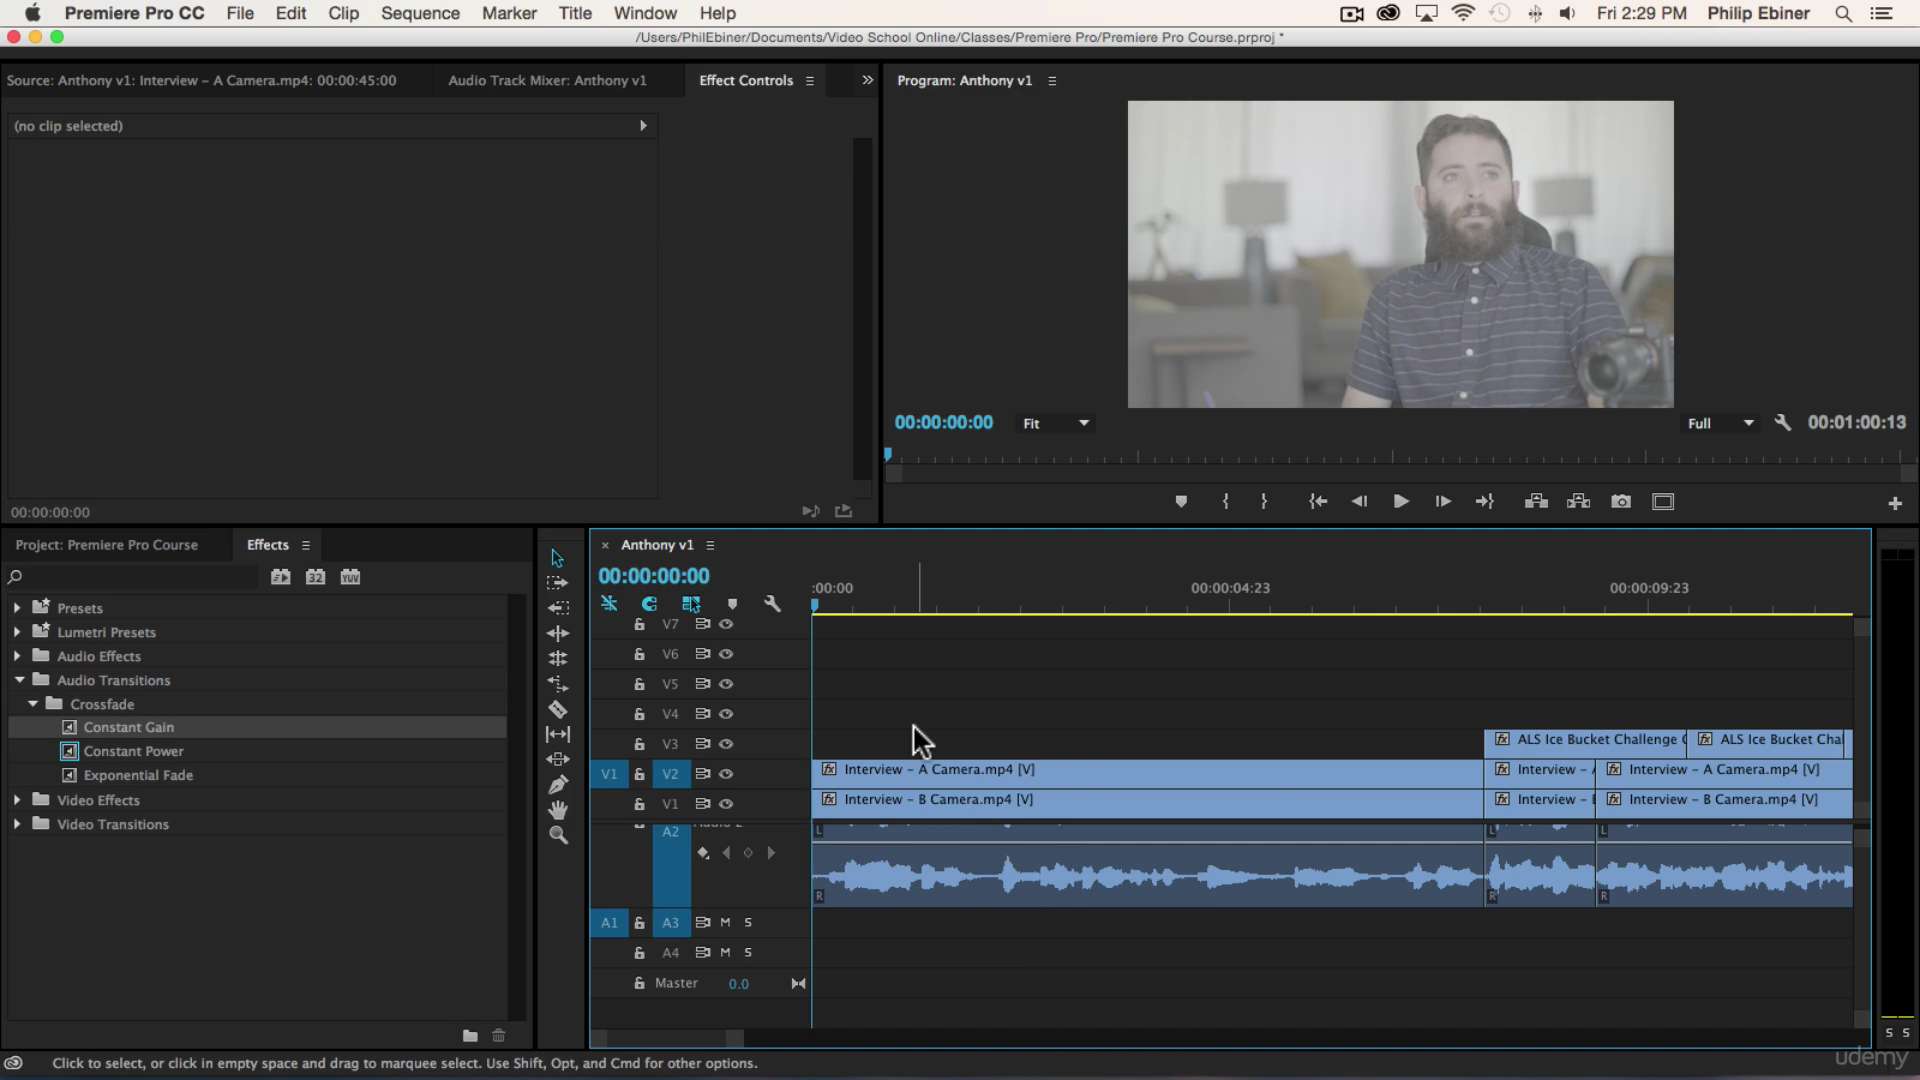 Premiere Pro CC File Edit Clip Sequence Marker Title Window Help Fri 2:29 PM Philip Ebiner
/Users/PhilEbiner/Documents/Video School Online/Classes/Premiere Pro/Premiere Pro Course.prproj *
Source: Anthony v1: Interview – A Camera.mp4: 00:00:45:00 Audio Track Mixer: Anthony v1 Effect Controls Program: Anthony v1
(no clip selected)
00:00:00:00 Fit Full 00:01:00:13
00:00:00:00
Project: Premiere Pro Course Effects
Anthony v1
00:00:00:00
:00:00 00:00:04:23 00:00:09:23
32 YUV
Presets
Lumetri Presets
Audio Effects
Audio Transitions
Crossfade
Constant Gain
Constant Power
Exponential Fade
Video Effects
Video Transitions
V7
V6
V5
V4
V3 ALS Ice Bucket Challenge ALS Ice Bucket Chal
V1 V2 Interview – A Camera.mp4 [V] Interview – Interview – A Camera.mp4 [V]
V1 Interview – B Camera.mp4 [V] Interview – Interview – B Camera.mp4 [V]
A2 L L L
R R R
A1 A3 M S
A4 M S
Master 0.0
S S
Click to select, or click in empty space and drag to marquee select. Use Shift, Opt, and Cmd for other options.
udemy